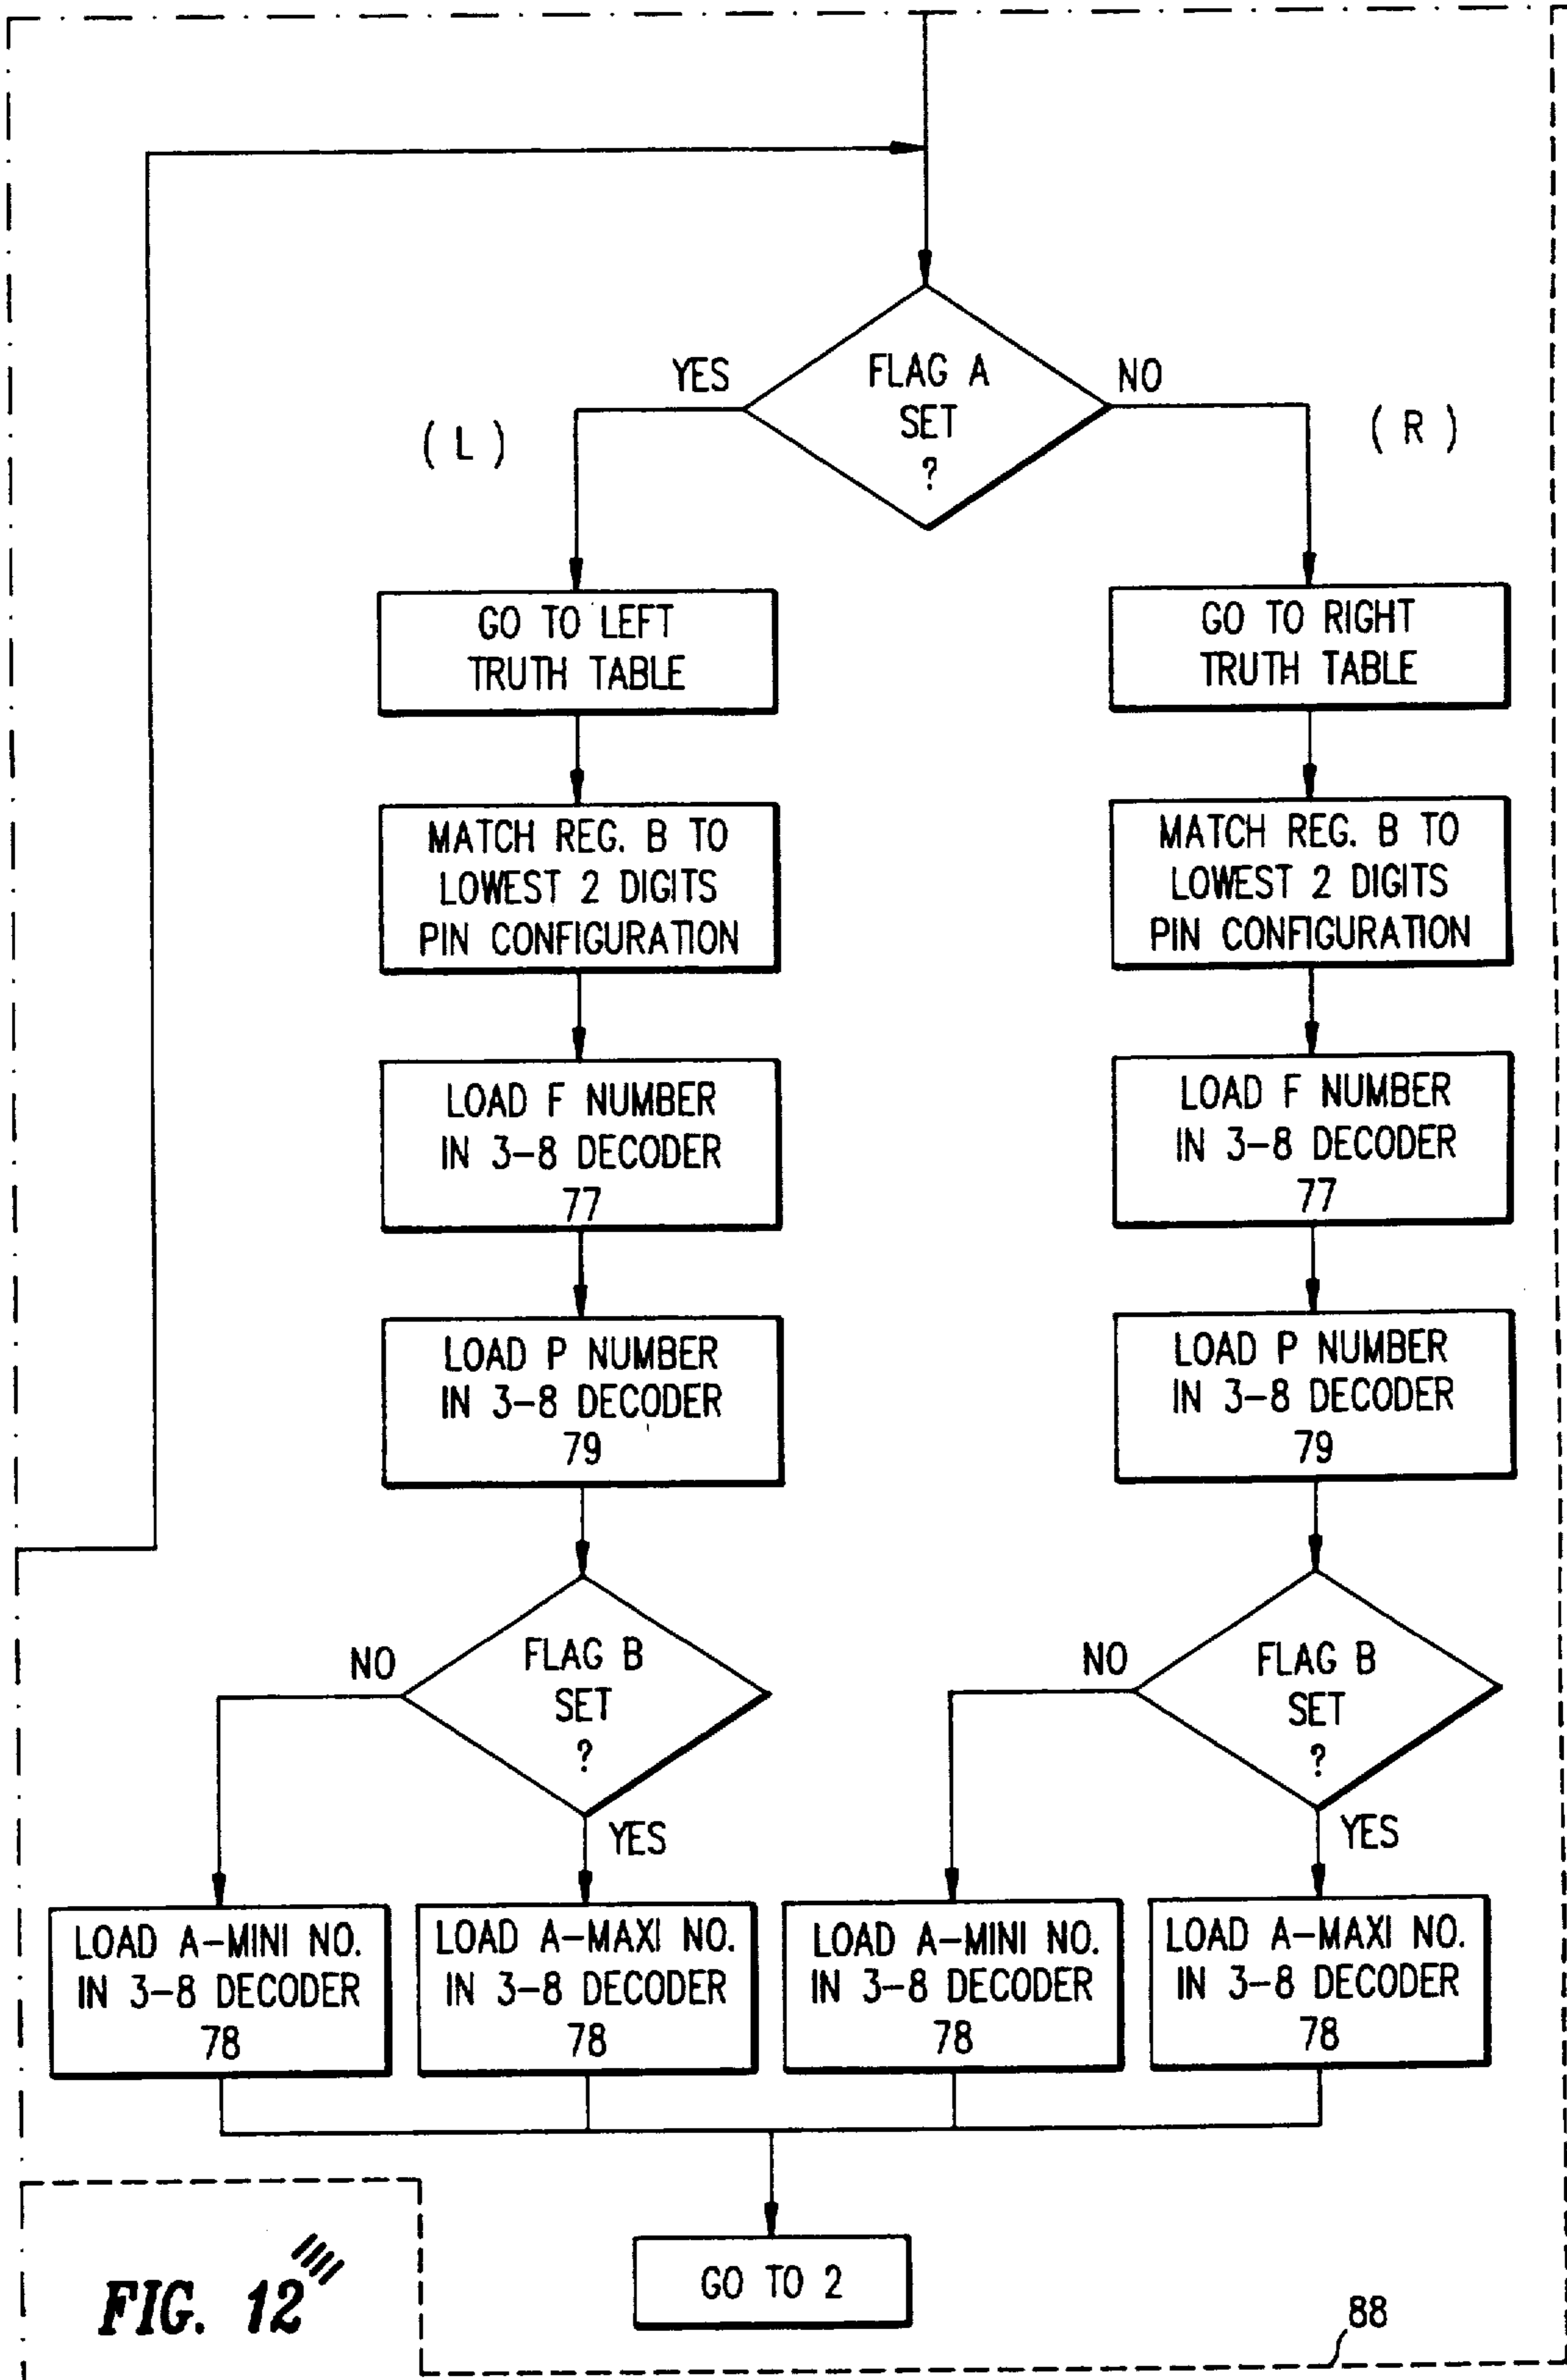 FLAG A
SET
?
YES
NO
( L )
( R )
GO TO LEFT
TRUTH TABLE
GO TO RIGHT
TRUTH TABLE
MATCH REG. B TO
LOWEST 2 DIGITS
PIN CONFIGURATION
MATCH REG. B TO
LOWEST 2 DIGITS
PIN CONFIGURATION
LOAD F NUMBER
IN 3-8 DECODER
77
LOAD F NUMBER
IN 3-8 DECODER
77
LOAD P NUMBER
IN 3-8 DECODER
79
LOAD P NUMBER
IN 3-8 DECODER
79
NO
FLAG B
SET
?
YES
NO
FLAG B
SET
?
YES
LOAD A-MINI NO.
IN 3-8 DECODER
78
LOAD A-MAXI NO.
IN 3-8 DECODER
78
LOAD A-MINI NO.
IN 3-8 DECODER
78
LOAD A-MAXI NO.
IN 3-8 DECODER
78
GO TO 2
FIG. 12''''
88